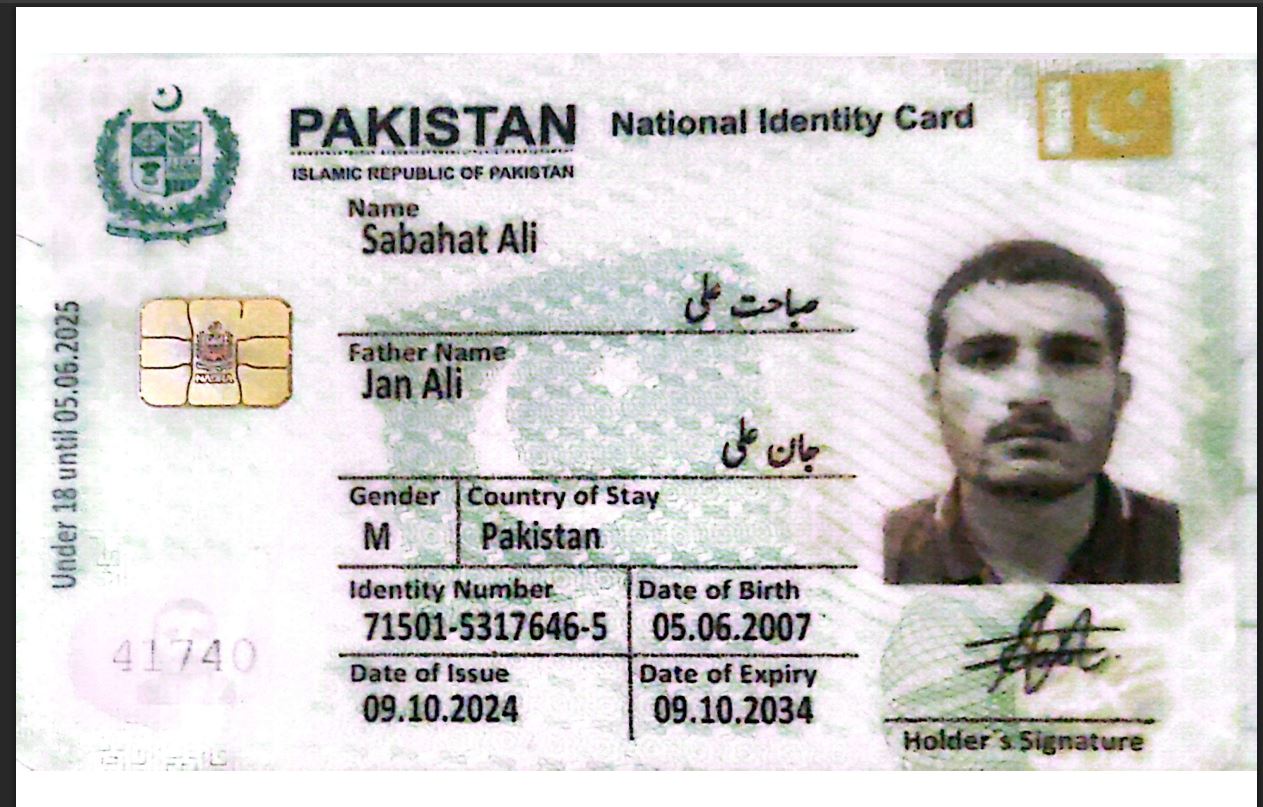 PAKISTAN National Identity Card
ISLAMIC REPUBLIC OF PAKISTAN
Name
Sabahat Ali
صباحت علی
Father Name
Jan Ali
جان علی
Gender Country of Stay
M Pakistan
Identity Number Date of Birth
71501-5317646-5 05.06.2007
Date of Issue Date of Expiry
09.10.2024 09.10.2034
Holder's Signature
Under 18 until 05.06.2025
41740